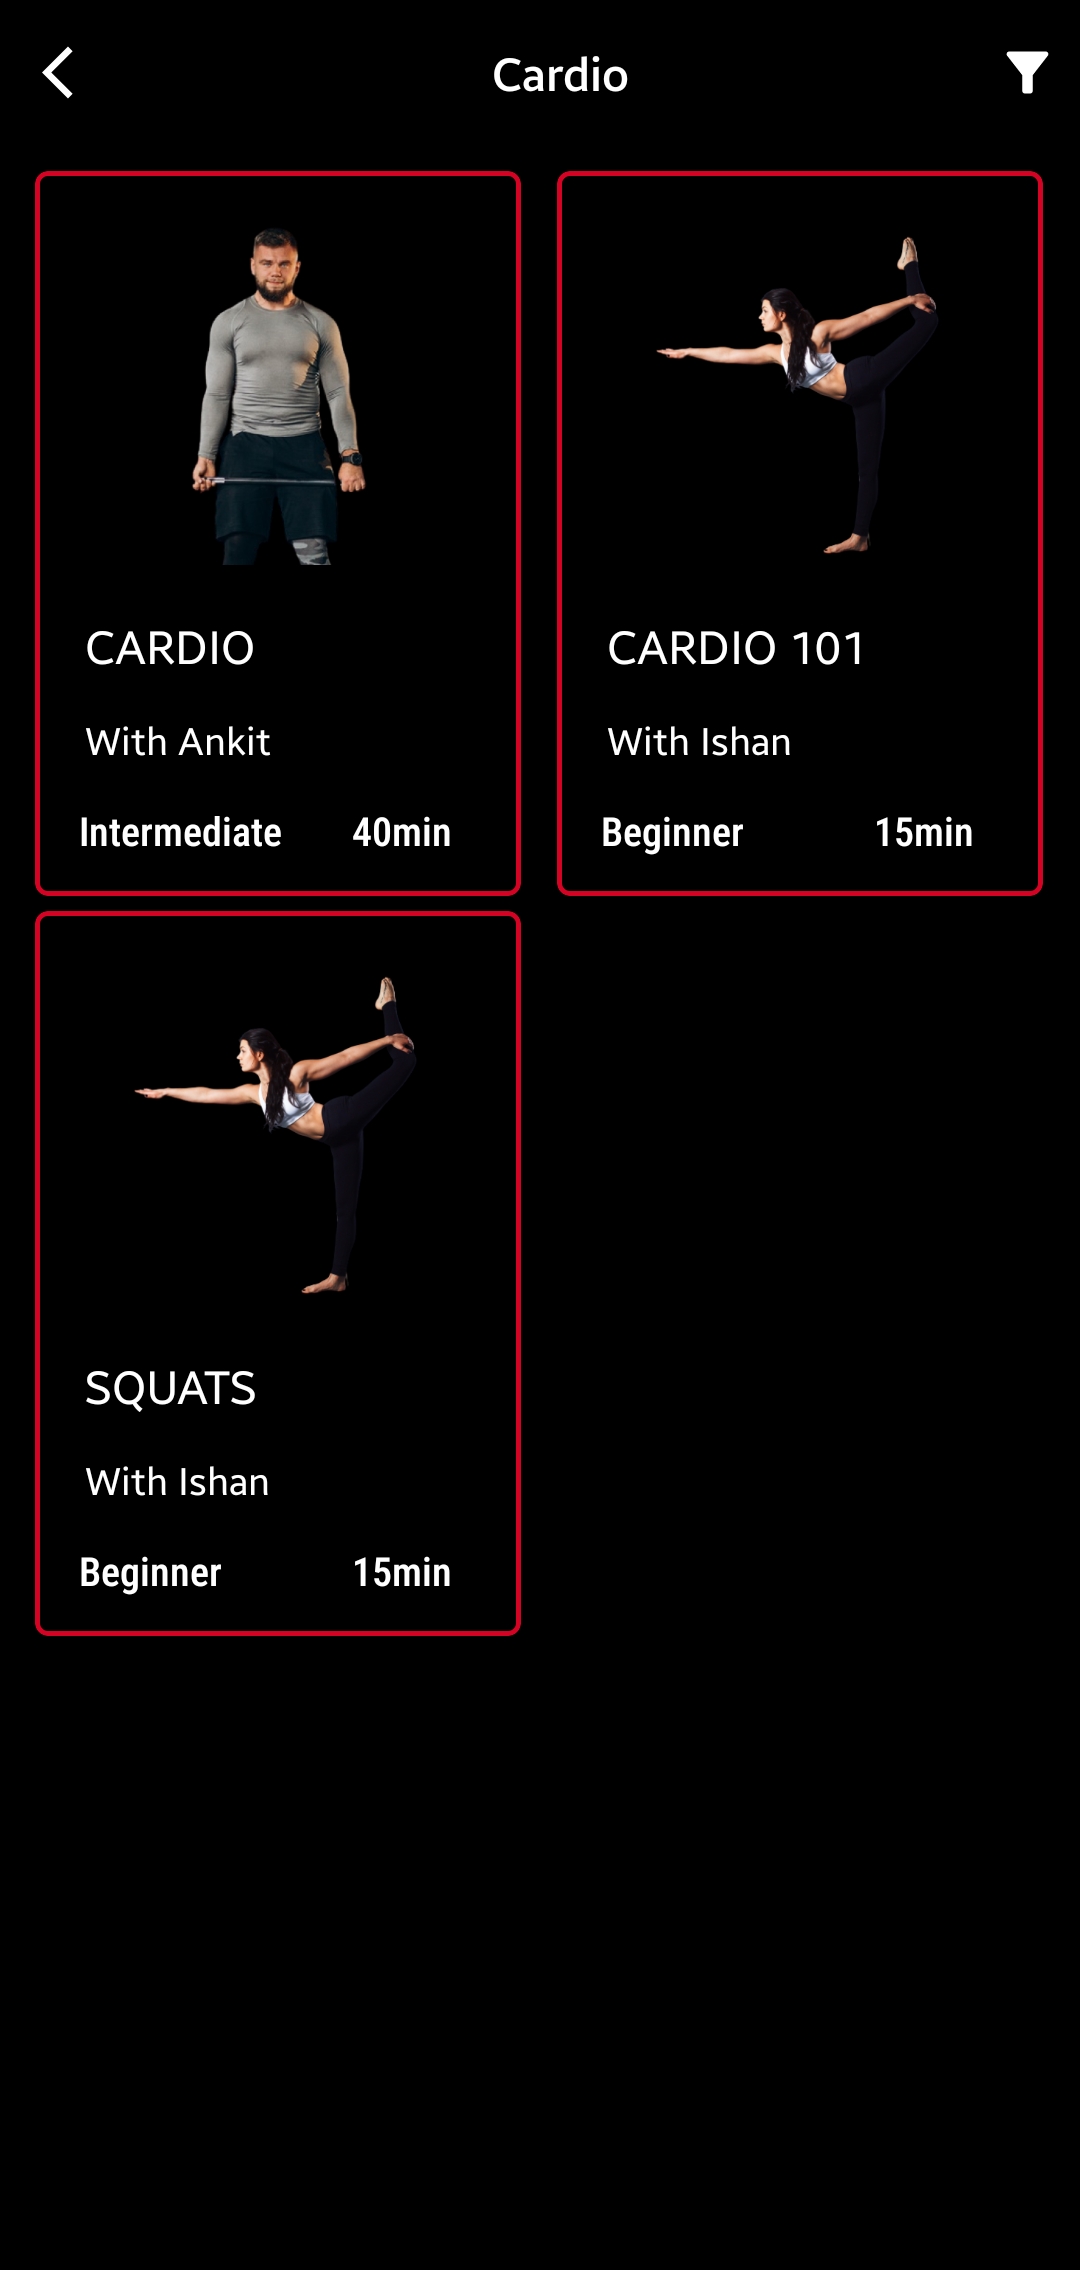 Cardio
CARDIO
With Ankit
Intermediate 40min
CARDIO 101
With Ishan
Beginner 15min
SQUATS
With Ishan
Beginner 15min